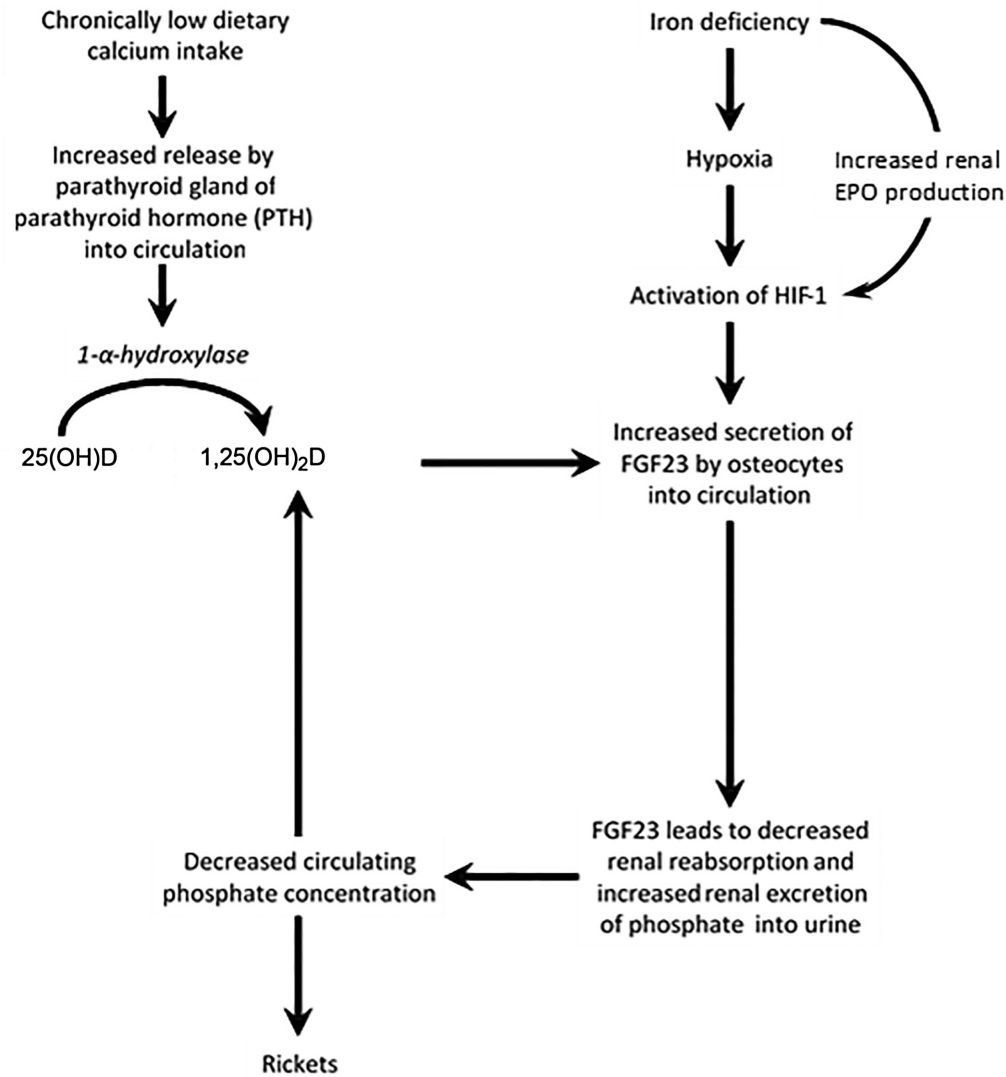 Chronically low dietary
calcium intake
Increased release by
parathyroid gland of
parathyroid hormone (PTH)
into circulation
1-α-hydroxylase
25(OH)D
1,25(OH)₂D
Iron deficiency
Hypoxia
Increased renal
EPO production
Activation of HIF-1
Increased secretion of
FGF23 by osteocytes
into circulation
FGF23 leads to decreased
renal reabsorption and
increased renal excretion
of phosphate into urine
Decreased circulating
phosphate concentration
Rickets